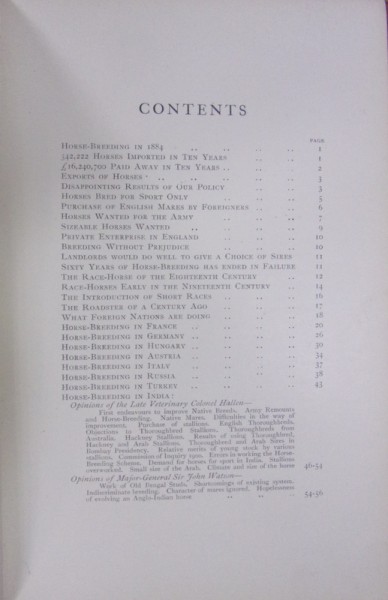 CONTENTS
PAGE
HORSE-BREEDING IN 1884 .. .. .. .. 1
342,222 HORSES IMPORTED IN TEN YEARS .. .. 1
£16,240,700 PAID AWAY IN TEN YEARS .. .. .. 2
EXPORTS OF HORSES .. .. .. .. 3
DISAPPOINTING RESULTS OF OUR POLICY .. .. 3
HORSES BRED FOR SPORT ONLY .. .. .. 5
PURCHASE OF ENGLISH MARES BY FOREIGNERS .. .. 6
HORSES WANTED FOR THE ARMY .. .. .. 7
SIZEABLE HORSES WANTED .. .. .. .. 9
PRIVATE ENTERPRISE IN ENGLAND .. .. .. 10
BREEDING WITHOUT PREJUDICE .. .. .. 10
LANDLORDS WOULD DO WELL TO GIVE A CHOICE OF SIRES 11
SIXTY YEARS OF HORSE-BREEDING HAS ENDED IN FAILURE 11
THE RACE-HORSE OF THE EIGHTEENTH CENTURY .. 12
RACE-HORSES EARLY IN THE NINETEENTH CENTURY .. 14
THE INTRODUCTION OF SHORT RACES .. .. .. 16
THE ROADSTER OF A CENTURY AGO .. .. .. 17
WHAT FOREIGN NATIONS ARE DOING .. .. .. 18
HORSE-BREEDING IN FRANCE .. .. .. .. 20
HORSE-BREEDING IN GERMANY .. .. .. .. 26
HORSE-BREEDING IN HUNGARY .. .. .. .. 30
HORSE-BREEDING IN AUSTRIA .. .. .. .. 34
HORSE-BREEDING IN ITALY .. .. .. .. 37
HORSE-BREEDING IN RUSSIA .. .. .. .. 38
HORSE-BREEDING IN TURKEY .. .. .. .. 43
HORSE-BREEDING IN INDIA:
Opinions of the Late Veterinary Colonel Hallen—
First endeavours to improve Native Breeds. Army Remounts
and Horse-Breeding. Native Mares. Difficulties in the way of
improvement. Purchase of stallions. English Thoroughbreds.
Objections to Thoroughbred Stallions. Thoroughbreds from
Australia. Hackney Stallions. Results of using Thoroughbred,
Hackney and Arab Stallions. Thoroughbred and Arab Sires in
Bombay Presidency. Relative merits of young stock by various
stallions. Commission of Inquiry 1900. Errors in working the Horse-
Breeding Scheme. Demand for horses for sport in India. Stallions
overworked. Small size of the Arab. Climate and size of the horse 46-54
Opinions of Major-General Sir John Watson—
Work of Old Bengal Studs. Shortcomings of existing system.
Indiscriminate breeding. Character of mares ignored. Hopelessness
of evolving an Anglo-Indian horse .. .. .. 54-56